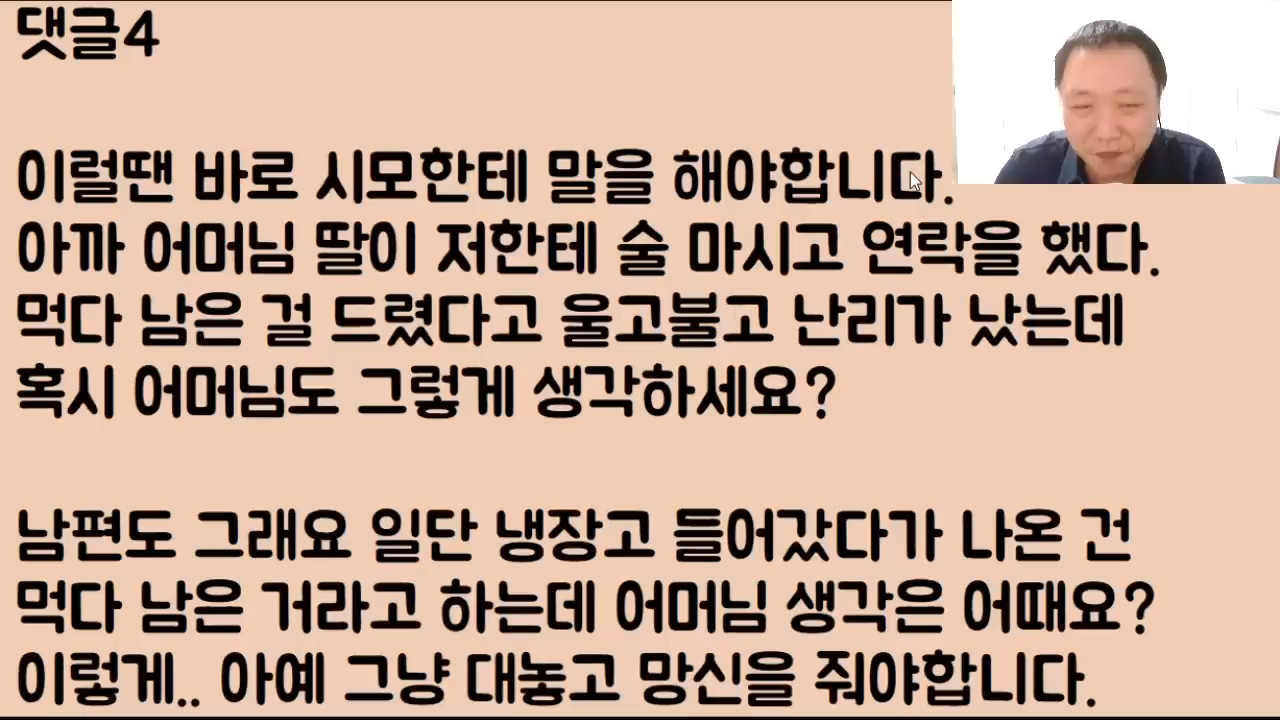 댓글4
이럴땐 바로 시모한테 말을 해야합니다.
아까 어머님 딸이 저한테 술 마시고 연락을 했다.
먹다 남은 걸 드렸다고 울고불고 난리가 났는데
혹시 어머님도 그렇게 생각하세요?
남편도 그래요 일단 냉장고 들어갔다가 나온 건
먹다 남은 거라고 하는데 어머님 생각은 어때요?
이렇게.. 아예 그냥 대놓고 망신을 줘야합니다.